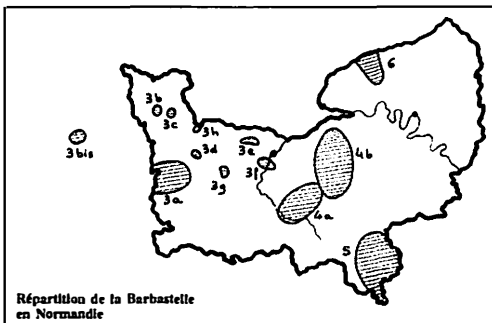 6
3b
3c
3h
3bis
3d
3e
3f
4b
3g
3a
4a
5
Répartition de la Barbastelle
en Normandie